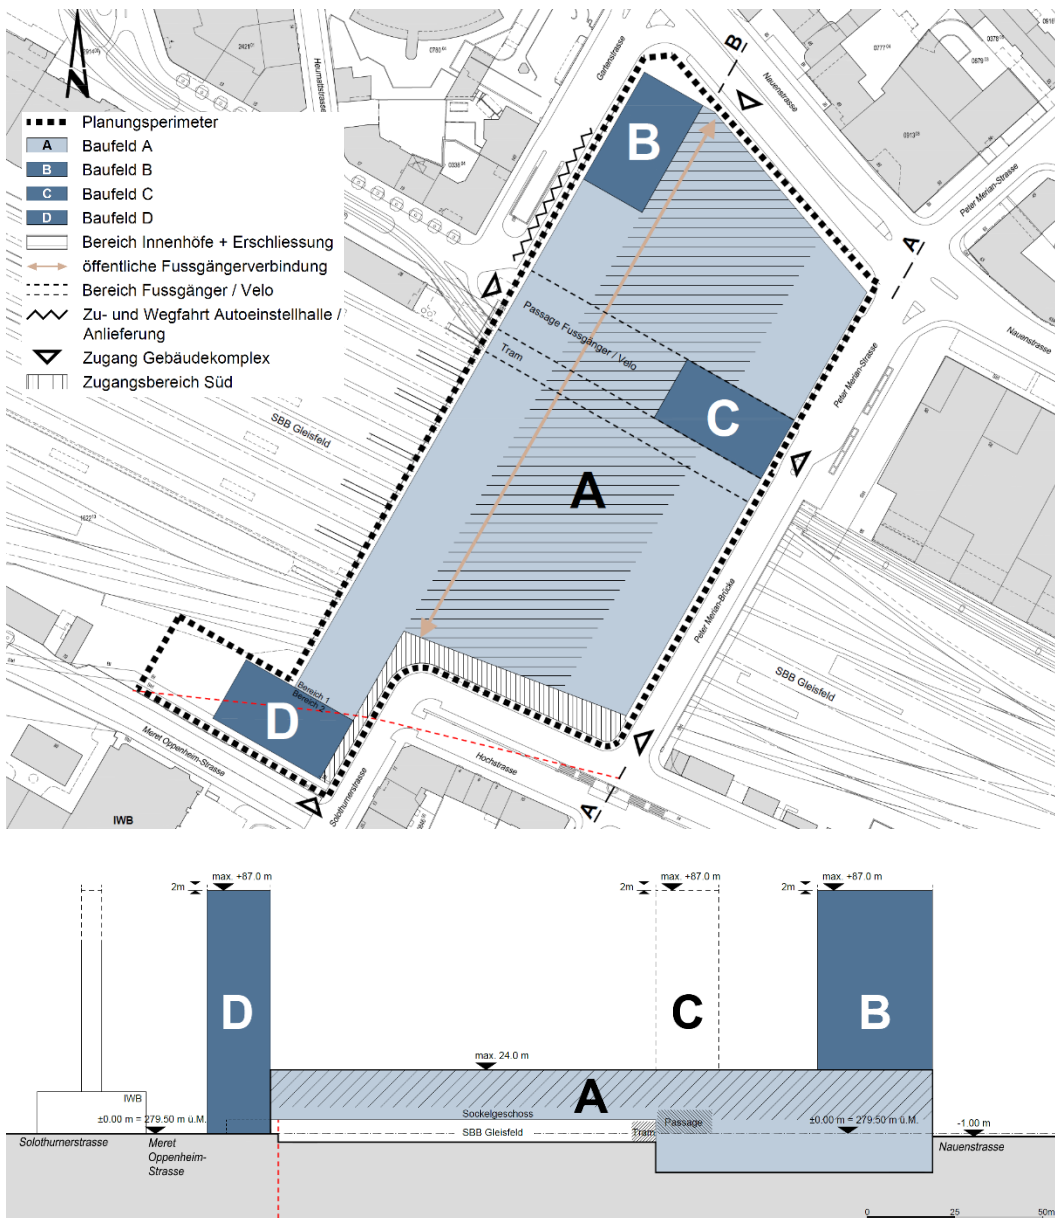 Gartenstrasse
B
Nauenstrasse
Heumattstrasse
N
Planungsperimeter
A Baufeld A
B Baufeld B
C Baufeld C
D Baufeld D
Bereich Innenhöfe + Erschliessung
öffentliche Fussgängerverbindung
Bereich Fussgänger / Velo
Zu- und Wegfahrt Autoeinstellhalle /
Anlieferung
Zugang Gebäudekomplex
Zugangsbereich Süd
B
Peter Merian-Strasse
A
Passage Fussgänger / Velo
Tram
Nauenstrasse
Peter Merian-Strasse
C
SBB Gleisfeld
A
Peter Merian-Brücke
SBB Gleisfeld
Bereich 1
Bereich 2
D
Meret Oppenheim-Strasse
Hochstrasse
Solothurnerstrasse
A
IWB
max. +87.0 m
2m
max. +87.0 m
2m
max. +87.0 m
2m
D
C
B
max. 24.0 m
A
IWB
±0.00 m = 279.50 m ü.M.
Sockelgeschoss
Passage
±0.00 m = 279.50 m ü.M.
SBB Gleisfeld
Tram
-1.00 m
Solothurnerstrasse
Meret
Oppenheim-
Strasse
Nauenstrasse
0 25 50m